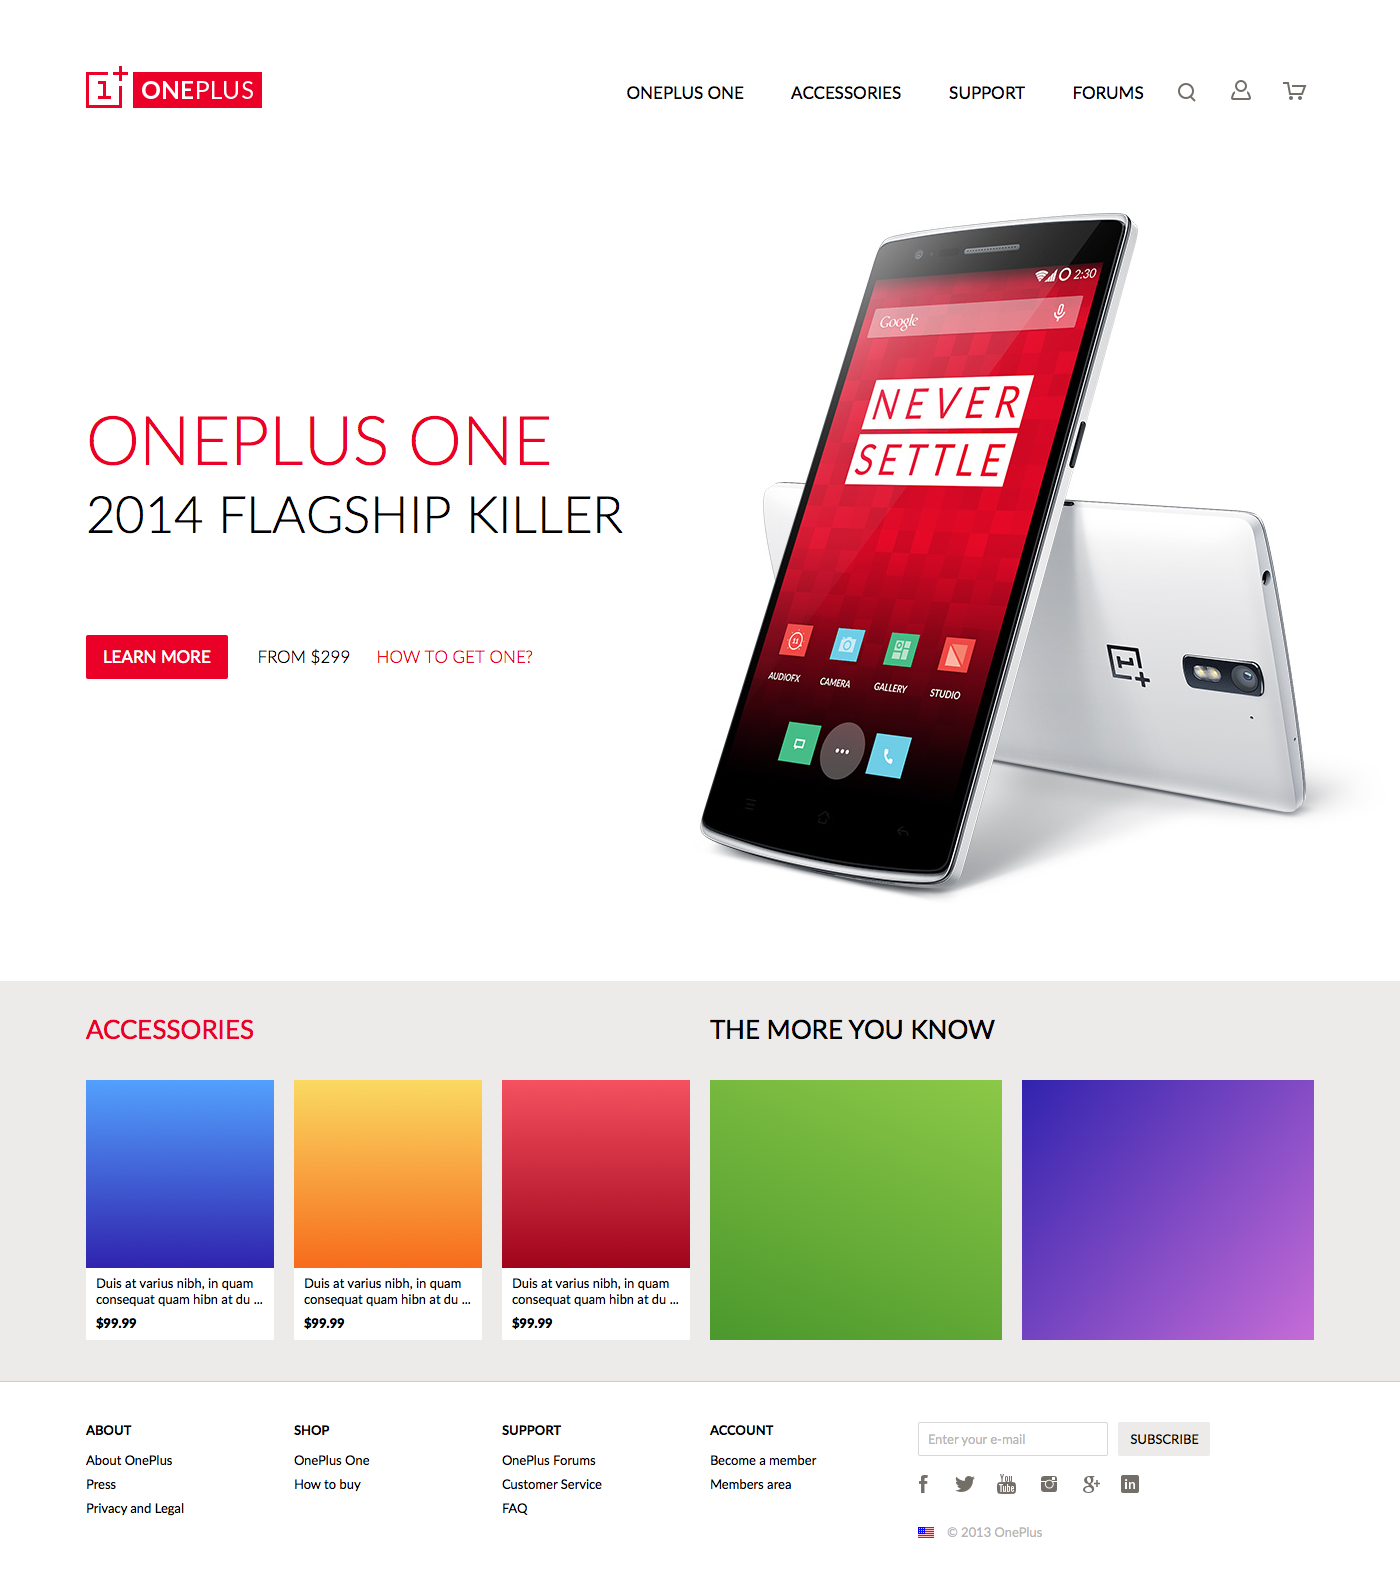 1+ ONEPLUS
ONEPLUS ONE
ACCESSORIES
SUPPORT
FORUMS
2:30
Google
NEVER
SETTLE
ONEPLUS ONE
2014 FLAGSHIP KILLER
LEARN MORE
FROM $299
HOW TO GET ONE?
AUDIOFX
CAMERA
GALLERY
STUDIO
1+
ACCESSORIES
THE MORE YOU KNOW
Duis at varius nibh, in quam
consequat quam hibn at du ...
$99.99
Duis at varius nibh, in quam
consequat quam hibn at du ...
$99.99
Duis at varius nibh, in quam
consequat quam hibn at du ...
$99.99
ABOUT
About OnePlus
Press
Privacy and Legal
SHOP
OnePlus One
How to buy
SUPPORT
OnePlus Forums
Customer Service
FAQ
ACCOUNT
Become a member
Members area
Enter your e-mail
SUBSCRIBE
f
You
Tube
g+
in
© 2013 OnePlus